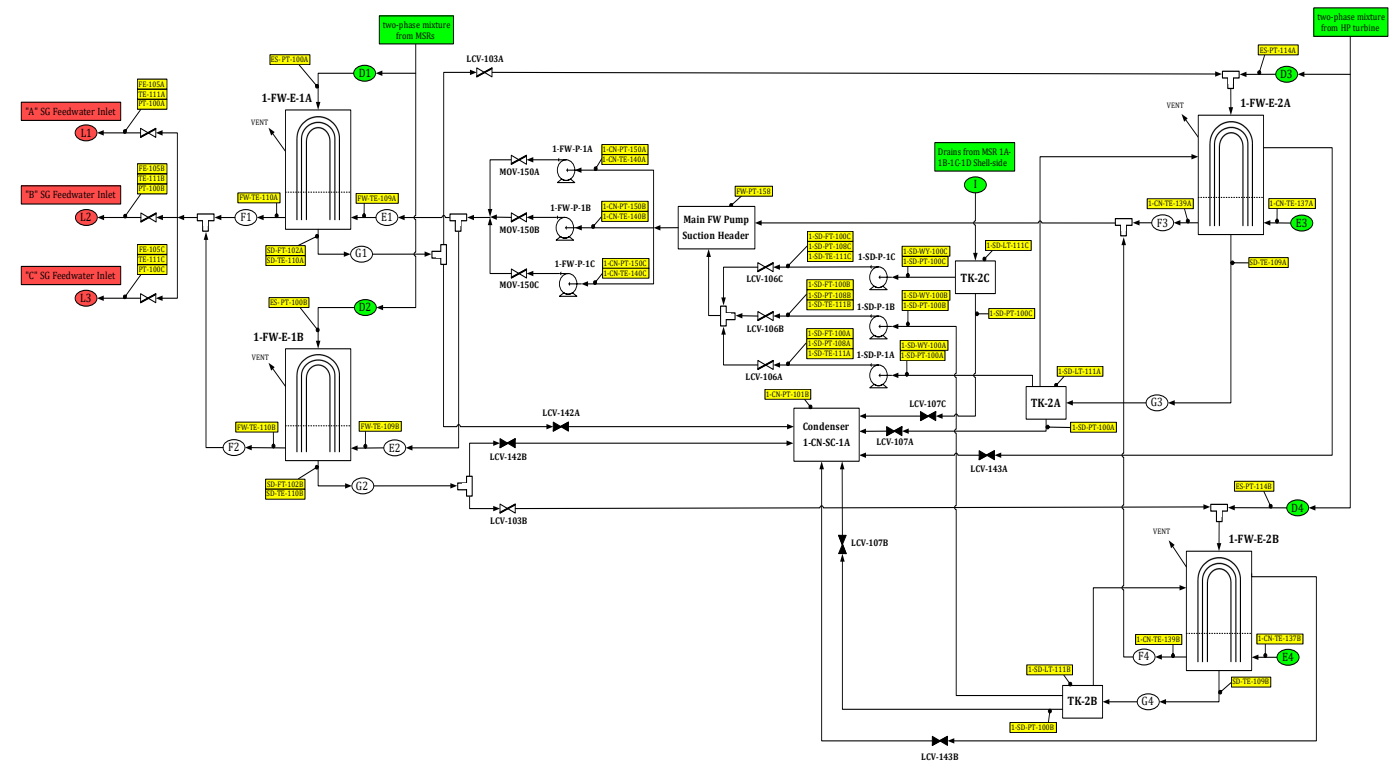 two-phase mixture
from MSRs
two-phase mixture
from HP turbine
ES-PT-100A
D1
LCV-103A
ES-PT-114A
D3
FE-105A
TE-111A
PT-100A
"A" SG Feedwater Inlet
L1
1-FW-E-1A
VENT
1-FW-E-2A
VENT
Drains from MSR 1A-
1B-1C-1D Shell-side
I
1-FW-P-1A
1-CN-PT-150A
1-CN-TE-140A
MOV-150A
FE-105B
TE-111B
PT-100B
"B" SG Feedwater Inlet
L2
FW-TE-110A
F1
FW-TE-109A
E1
1-FW-P-1B
1-CN-PT-150B
1-CN-TE-140B
MOV-150B
FW-PT-158
Main FW Pump
Suction Header
1-CN-TE-139A
F3
1-CN-TE-137A
E3
SD-FT-102A
SD-TE-110A
G1
1-FW-P-1C
1-CN-PT-150C
1-CN-TE-140C
MOV-150C
1-SD-FT-100C
1-SD-PT-108C
1-SD-TE-111C
LCV-106C
1-SD-P-1C
1-SD-WY-100C
1-SD-PT-100C
1-SD-LT-111C
TK-2C
1-SD-PT-100C
SD-TE-109A
FE-105C
TE-111C
PT-100C
"C" SG Feedwater Inlet
L3
ES-PT-100B
D2
1-SD-FT-100B
1-SD-PT-108B
1-SD-TE-111B
LCV-106B
1-SD-P-1B
1-SD-WY-100B
1-SD-PT-100B
1-FW-E-1B
VENT
1-SD-FT-100A
1-SD-PT-108A
1-SD-TE-111A
LCV-106A
1-SD-P-1A
1-SD-WY-100A
1-SD-PT-100A
1-SD-LT-111A
TK-2A
G3
1-SD-PT-100A
1-CN-PT-101B
Condenser
1-CN-SC-1A
LCV-107C
LCV-107A
LCV-143A
LCV-142A
LCV-142B
FW-TE-110B
F2
FW-TE-109B
E2
SD-FT-102B
SD-TE-110B
G2
LCV-103B
ES-PT-114B
D4
LCV-107B
VENT
1-FW-E-2B
1-CN-TE-139B
F4
1-CN-TE-137B
E4
1-SD-LT-111B
TK-2B
G4
SD-TE-109B
1-SD-PT-100B
LCV-143B